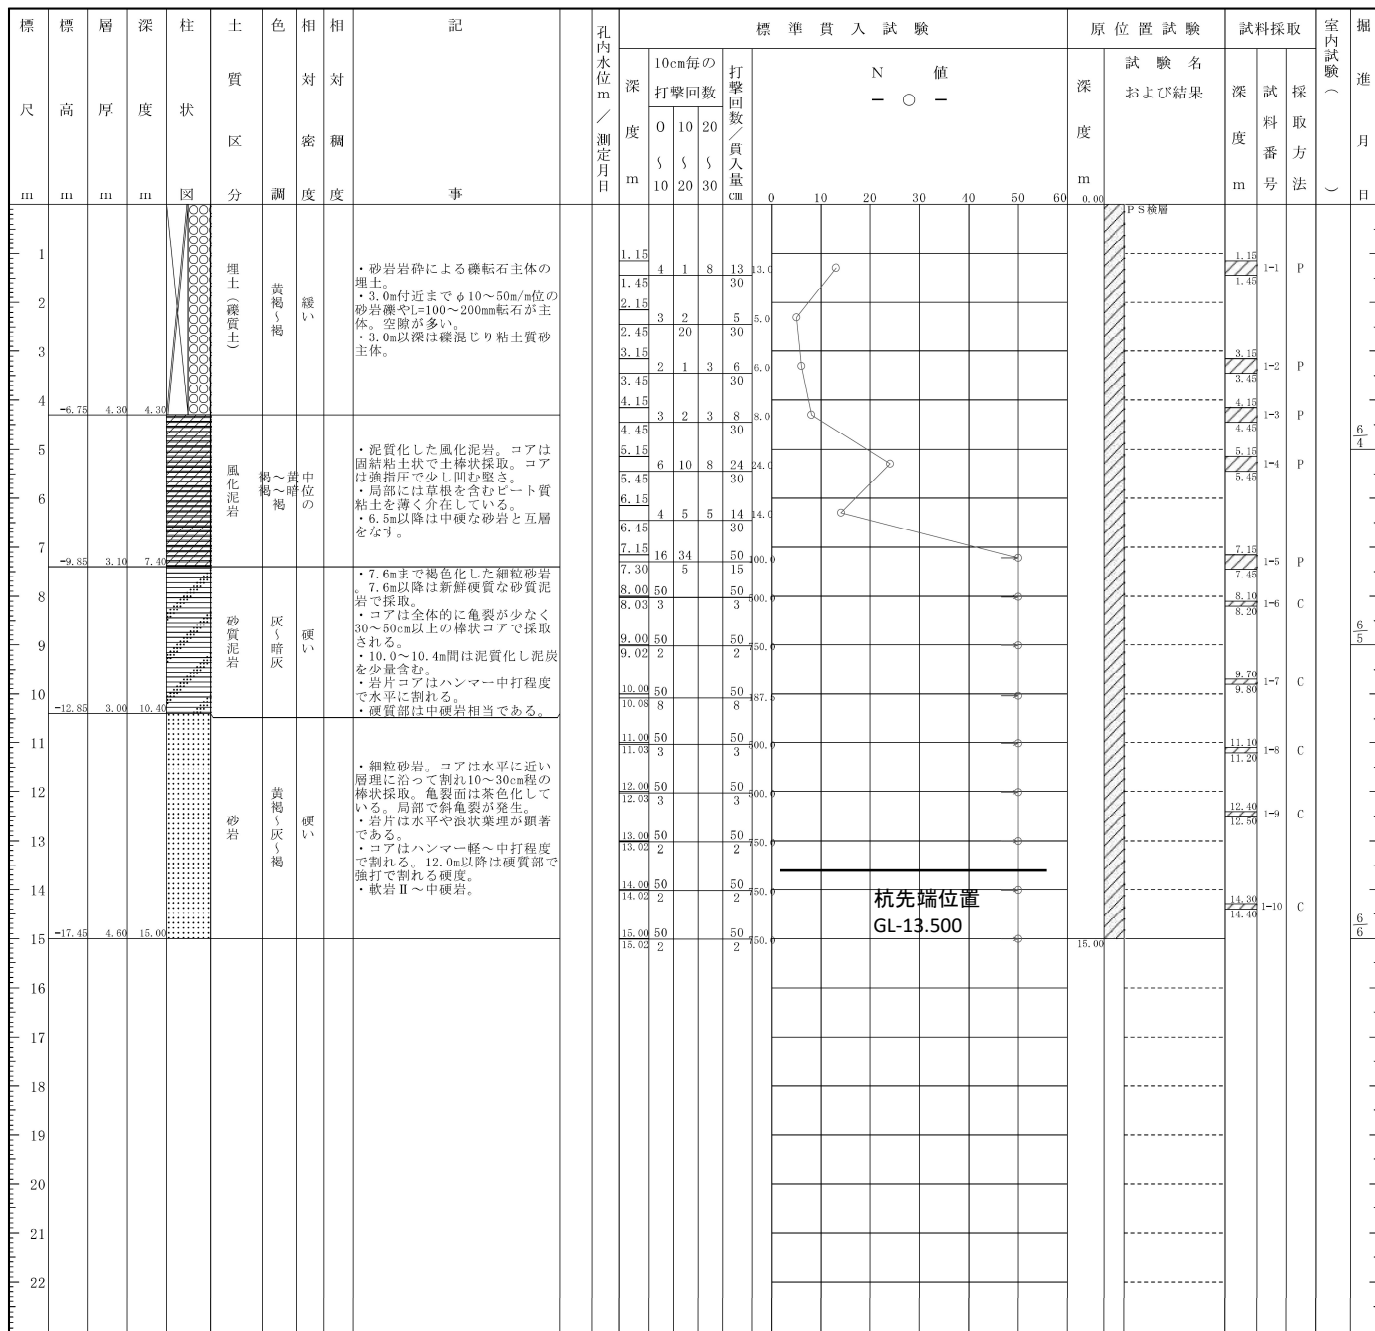 標尺 m
標高 m
層厚 m
深度 m
柱状図
土質区分
色調
相対密度
相対稠度
記事
孔内水位m／測定月日
標準貫入試験
深度 m
10cm毎の
打撃回数
0 10 20
〜 〜 〜
10 20 30
打撃回数／貫入量 cm
N 値
0 10 20 30 40 50 60
原位置試験
深度 m
試験名
および結果
試料採取
深度 m
試料番号
採取方法
室内試験（ ）
掘進月日
0.00
PS検層
15.00
1
2
3
4
5
6
7
8
9
10
11
12
13
14
15
16
17
18
19
20
21
22
-6.75 4.30 4.30
埋土（礫質土）
黄褐〜褐
緩い
・砂岩岩砕による礫転石主体の
埋土。
・3.0m付近までφ10〜50m/m位の
砂岩礫やL=100〜200mm転石が主
体。空隙が多い。
・3.0m以深は礫混じり粘土質砂
主体。
-9.85 3.10 7.40
風化泥岩
褐〜黄
褐〜暗
褐
中位の
・泥質化した風化泥岩。コアは
固結粘土状で土棒状採取。コア
は強指圧で少し凹む堅さ。
・局部には草根を含むピート質
粘土を薄く介在している。
・6.5m以降は中硬な砂岩と互層
をなす。
-12.85 3.00 10.40
砂質泥岩
灰〜暗灰
硬い
・7.6mまで褐色化した細粒砂岩
。7.6m以降は新鮮硬質な砂質泥
岩で採取。
・コアは全体的に亀裂が少なく
30〜50cm以上の棒状コアで採取
される。
・10.0〜10.4m間は泥質化し泥炭
を少量含む。
・岩片コアはハンマー中打程度
で水平に割れる。
・硬質部は中硬岩相当である。
-17.45 4.60 15.00
砂岩
黄褐〜灰〜褐
硬い
・細粒砂岩。コアは水平に近い
層理に沿って割れ10〜30cm程の
棒状採取。亀裂面は茶色化して
いる。局部で斜亀裂が発生。
・岩片は水平や浪状葉理が顕著
である。
・コアはハンマー軽〜中打程度
で割れる。12.0m以降は硬質部で
強打で割れる硬度。
・軟岩Ⅱ〜中硬岩。
1.15
4 1 8 13 13.0
1.45 30
2.15
3 2 5 5.0
2.45 20 30
3.15
2 1 3 6 6.0
3.45 30
4.15
3 2 3 8 8.0
4.45 30
5.15
6 10 8 24 24.0
5.45 30
6.15
4 5 5 14 14.0
6.15 30
7.15
16 34 50 100.0
7.30 5 15
8.00 50 50 500.0
8.03 3 3
9.00 50 50 750.0
9.02 2 2
10.00 50 50 187.5
10.08 8 8
11.00 50 50 500.0
11.03 3 3
12.00 50 50 500.0
12.03 3 3
13.00 50 50 750.0
13.02 2 2
14.00 50 50 750.0
14.02 2 2
15.00 50 50 750.0
15.02 2 2
杭先端位置
GL-13.500
1.15
1-1 P
1.45
3.15
1-2 P
3.45
4.15
1-3 P
4.45
5.15
1-4 P
5.45
7.15
1-5 P
7.45
8.10
1-6 C
8.20
9.70
1-7 C
9.80
11.10
1-8 C
11.20
12.40
1-9 C
12.50
14.30
1-10 C
14.40
6/4
6/5
6/6